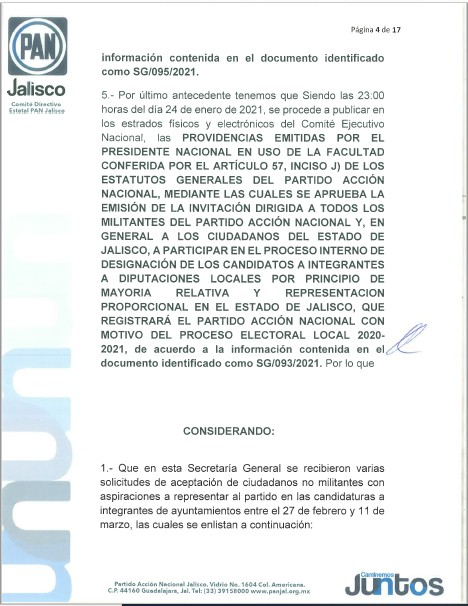 PAN
Jalisco
Comité Directivo
Estatal PAN Jalisco
Página 4 de 17
información contenida en el documento identificado
como SG/095/2021.
5.- Por último antecedente tenemos que Siendo las 23:00
horas del día 24 de enero de 2021, se procede a publicar en
los estrados físicos y electrónicos del Comité Ejecutivo
Nacional, las PROVIDENCIAS EMITIDAS POR EL
PRESIDENTE NACIONAL EN USO DE LA FACULTAD
CONFERIDA POR EL ARTÍCULO 57, INCISO J) DE LOS
ESTATUTOS GENERALES DEL PARTIDO ACCIÓN
NACIONAL, MEDIANTE LAS CUALES SE APRUEBA LA
EMISIÓN DE LA INVITACIÓN DIRIGIDA A TODOS LOS
MILITANTES DEL PARTIDO ACCIÓN NACIONAL Y, EN
GENERAL A LOS CIUDADANOS DEL ESTADO DE
JALISCO, A PARTICIPAR EN EL PROCESO INTERNO DE
DESIGNACIÓN DE LOS CANDIDATOS A INTEGRANTES
A DIPUTACIONES LOCALES POR PRINCIPIO DE
MAYORIA RELATIVA Y REPRESENTACION
PROPORCIONAL EN EL ESTADO DE JALISCO, QUE
REGISTRARÁ EL PARTIDO ACCIÓN NACIONAL CON
MOTIVO DEL PROCESO ELECTORAL LOCAL 2020-
2021, de acuerdo a la información contenida en el
documento identificado como SG/093/2021. Por lo que
CONSIDERANDO:
1.- Que en esta Secretaría General se recibieron varias
solicitudes de aceptación de ciudadanos no militantes con
aspiraciones a representar al partido en las candidaturas a
integrantes de ayuntamientos entre el 27 de febrero y 11 de
marzo, las cuales se enlistan a continuación:
Partido Acción Nacional Jalisco. Vidrio No. 1604 Col. Americana.
C.P. 44160 Guadalajara, Jal. Tel: (33) 39158000 www.panjal.org.mx
Caminemos
Juntos